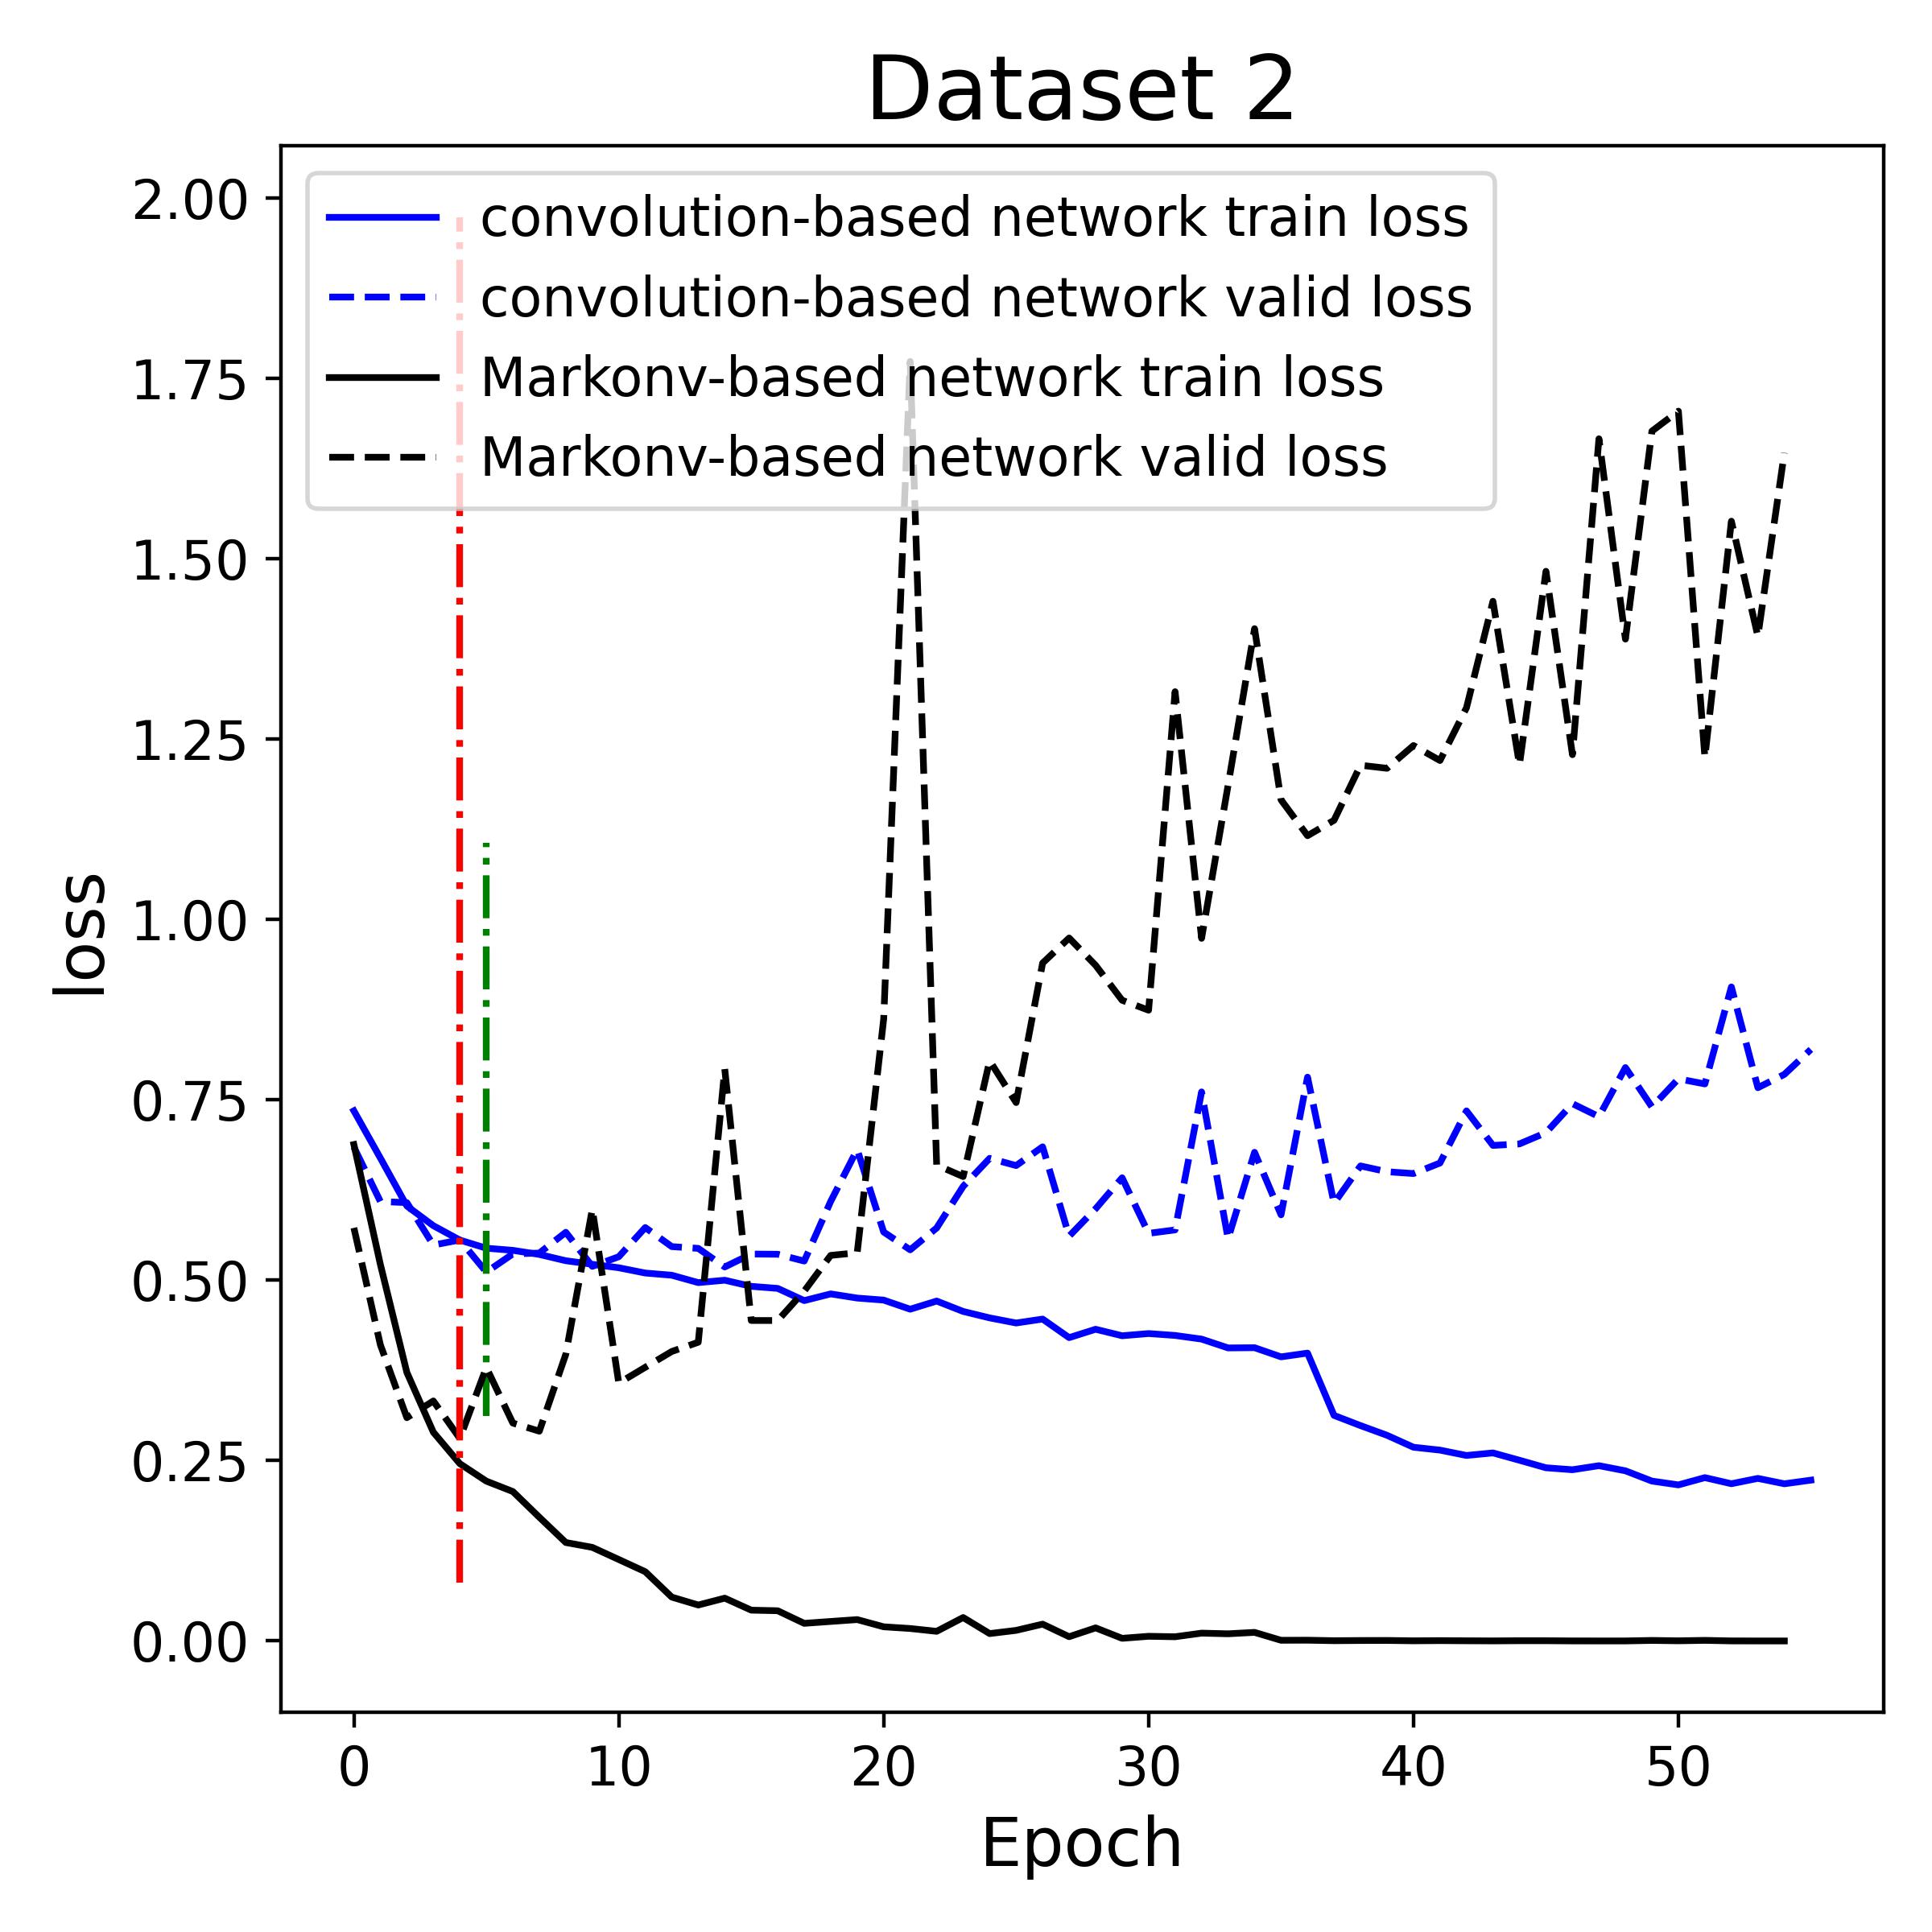 Dataset 2
convolution-based network train loss
convolution-based network valid loss
Markonv-based network train loss
Markonv-based network valid loss
2.00
1.75
1.50
1.25
1.00
0.75
0.50
0.25
0.00
loss
0 10 20 30 40 50
Epoch